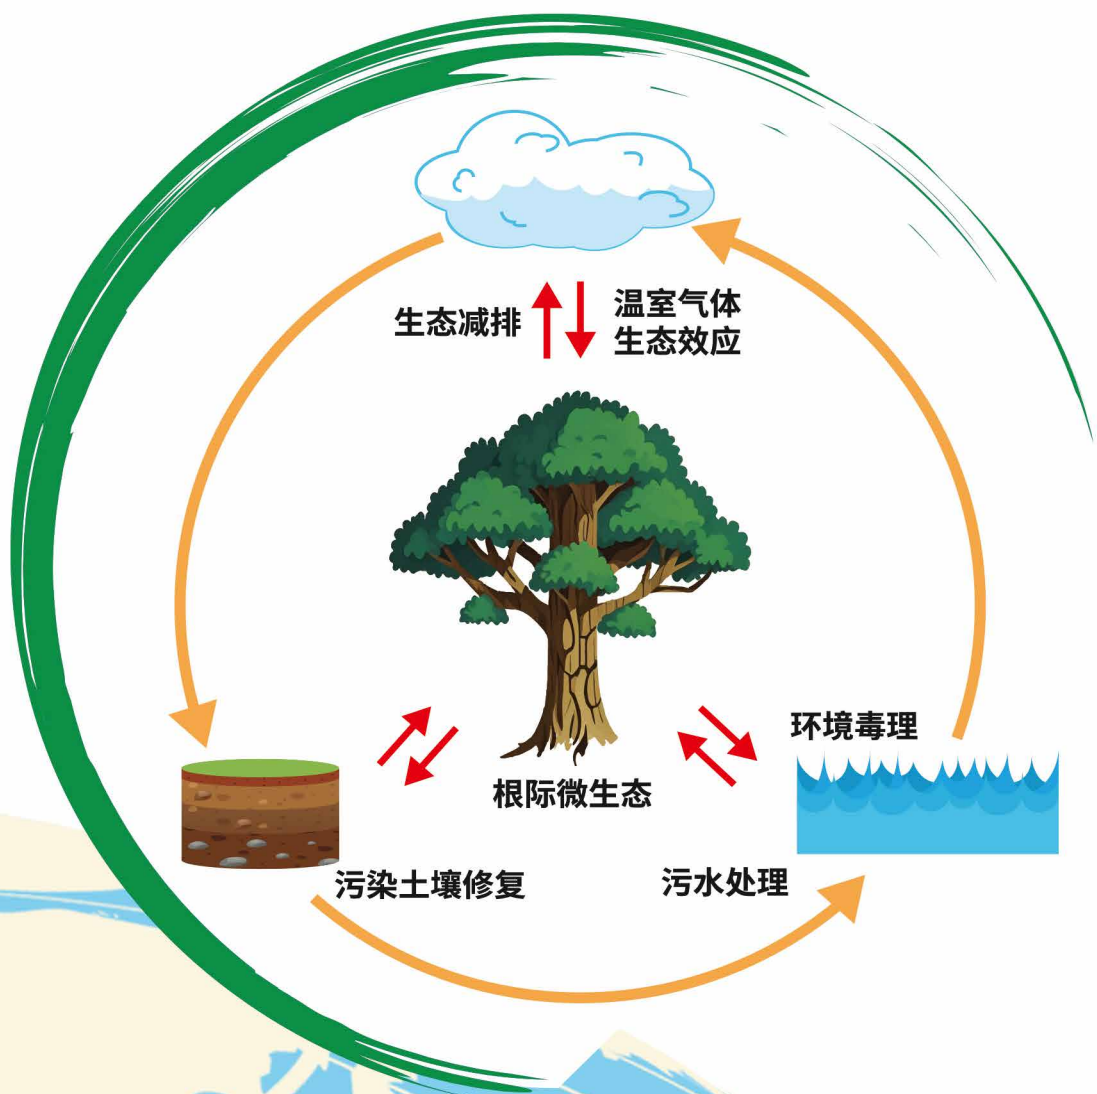 生态减排
温室气体
生态效应
环境毒理
根际微生态
污染土壤修复
污水处理